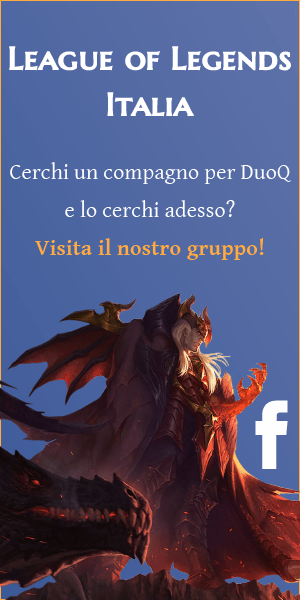 League of Legends
Italia
Cerchi un compagno per DuoQ
e lo cerchi adesso?
Visita il nostro gruppo!
f